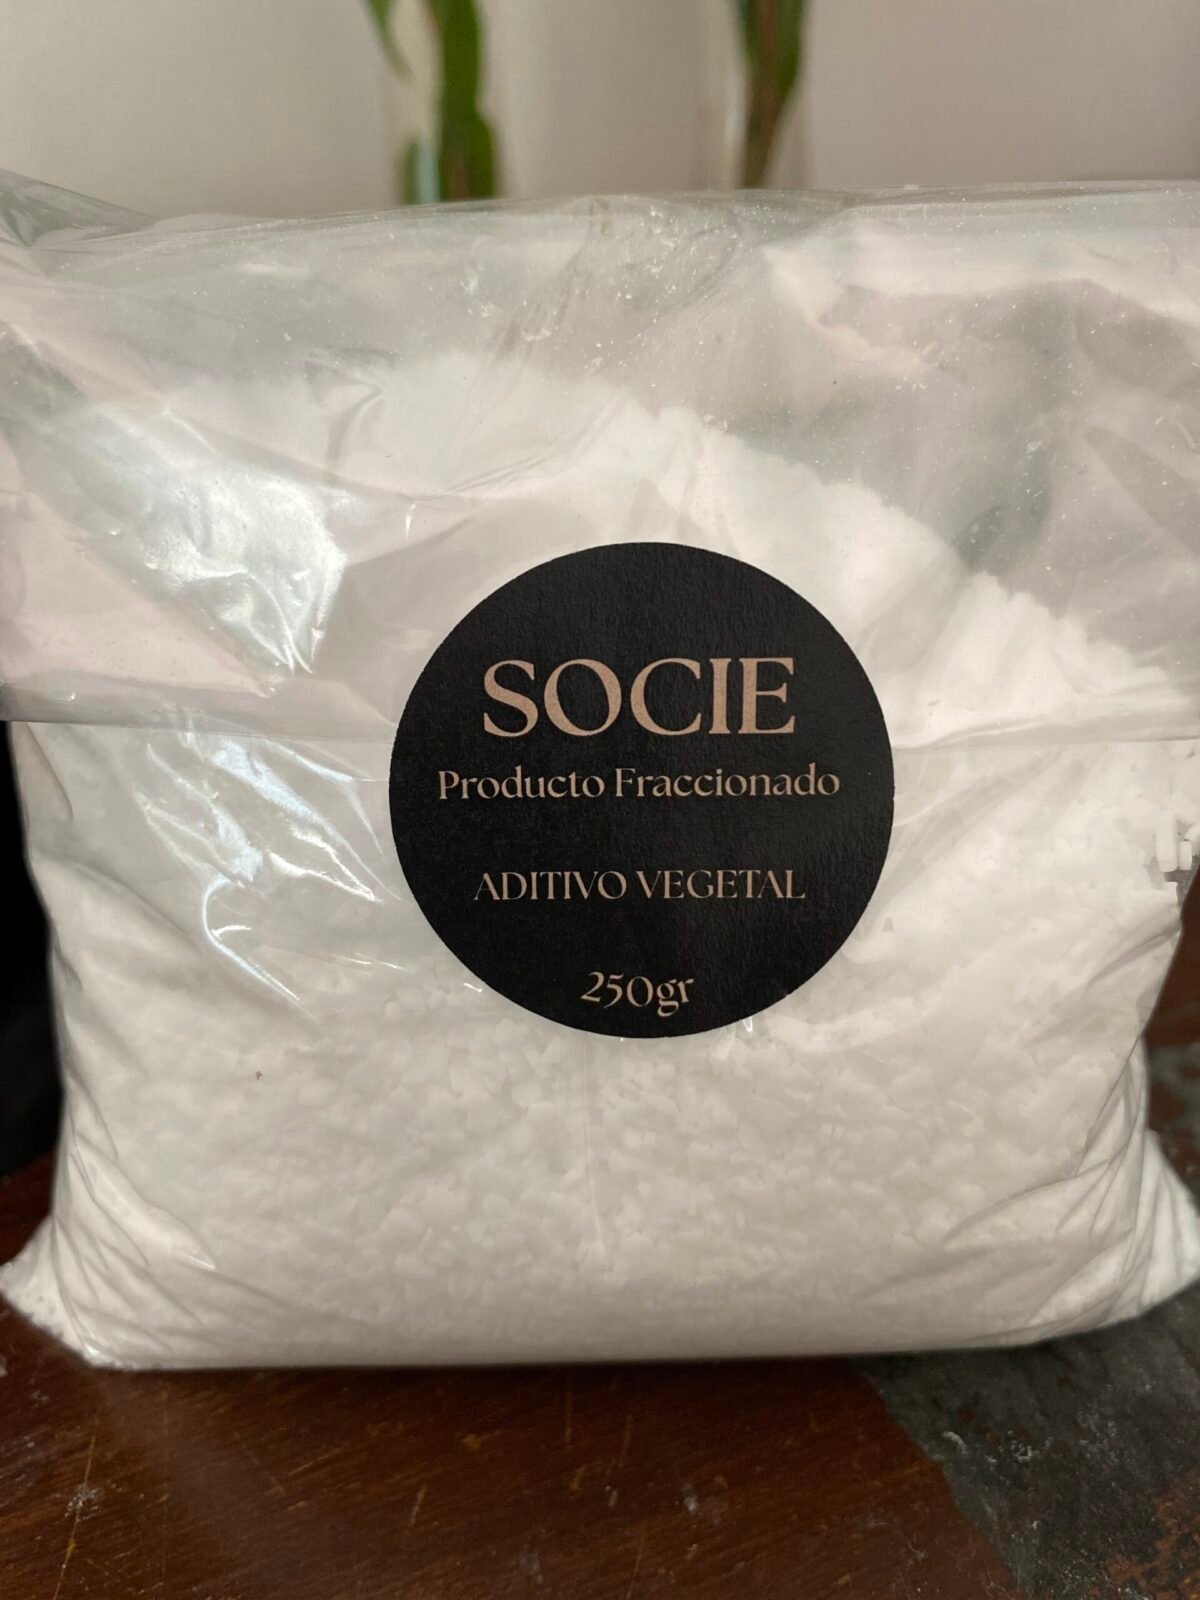 SOCIE
Producto Fraccionado
ADITIVO VEGETAL
250gr